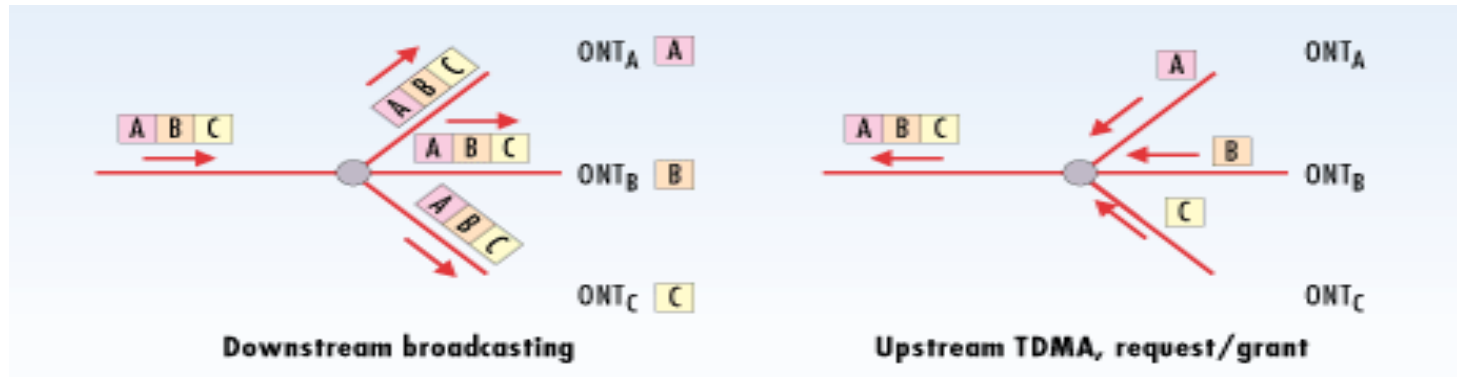 ONTA A
A B C
A B C
A B C
ONTB B
A B C
ONTC C
Downstream broadcasting
ONTA
A
A B C
B
ONTB
C
ONTC
Upstream TDMA, request/grant